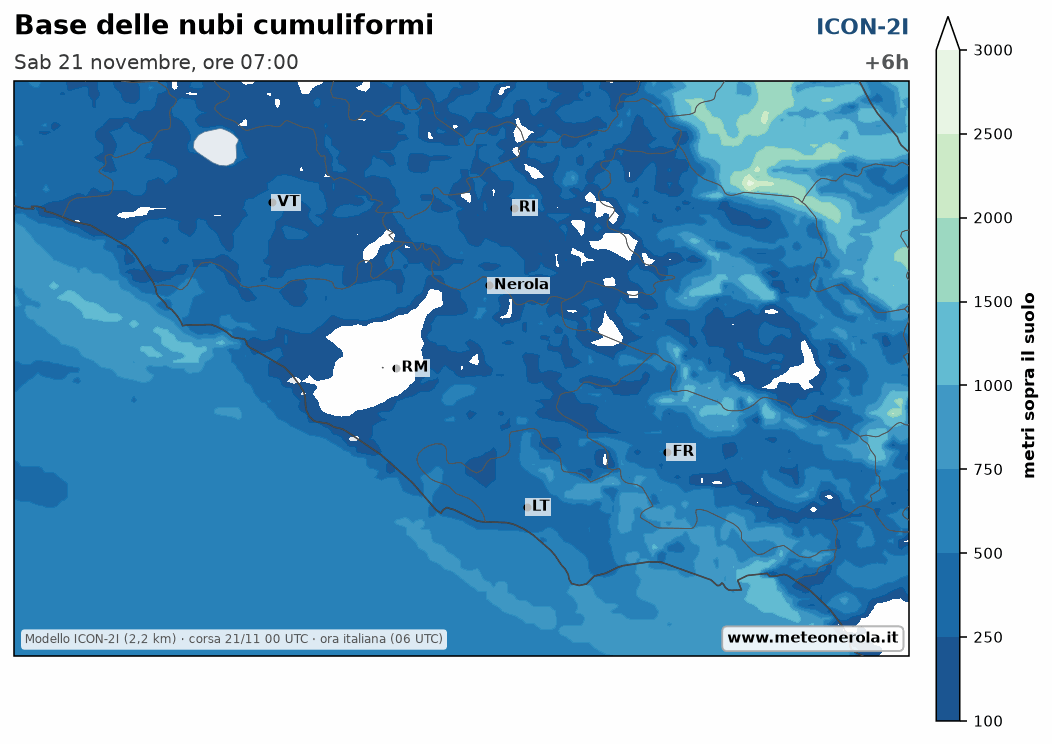 Base delle nubi cumuliformi
ICON-2I
Sab 21 novembre, ore 07:00
+6h
3000
2500
2000
1500
1000
750
500
250
100
metri sopra il suolo
VT
RI
Nerola
RM
FR
LT
Modello ICON-2I (2,2 km) · corsa 21/11 00 UTC · ora italiana (06 UTC)
www.meteonerola.it